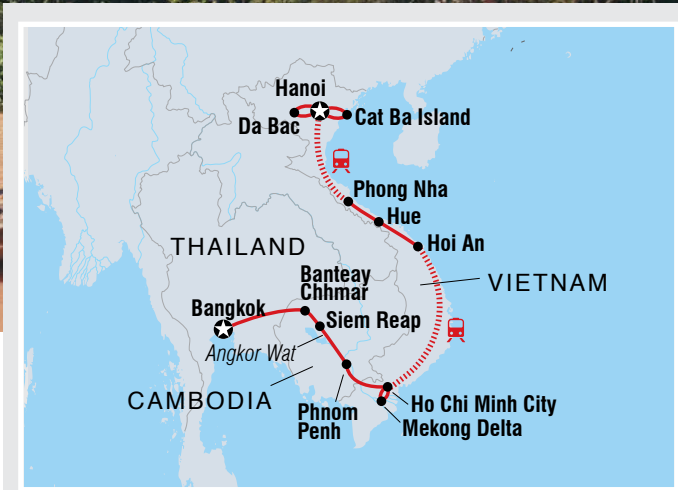 Hanoi
Da Bac
Cat Ba Island
Phong Nha
Hue
Hoi An
THAILAND
VIETNAM
Banteay
Chhmar
Bangkok
Siem Reap
Angkor Wat
CAMBODIA
Phnom
Penh
Ho Chi Minh City
Mekong Delta